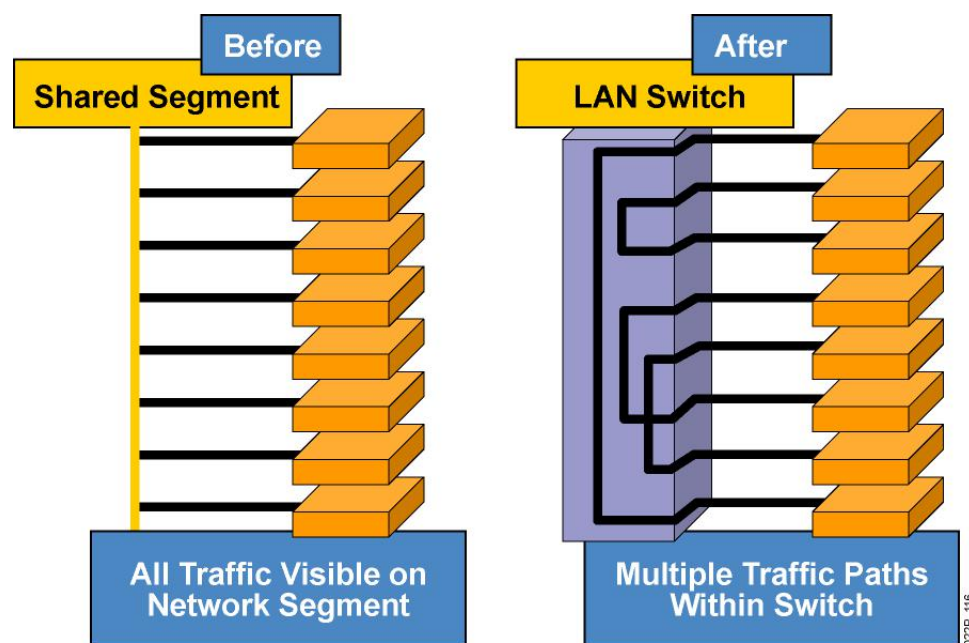 Before
Shared Segment
All Traffic Visible on
Network Segment
After
LAN Switch
Multiple Traffic Paths
Within Switch